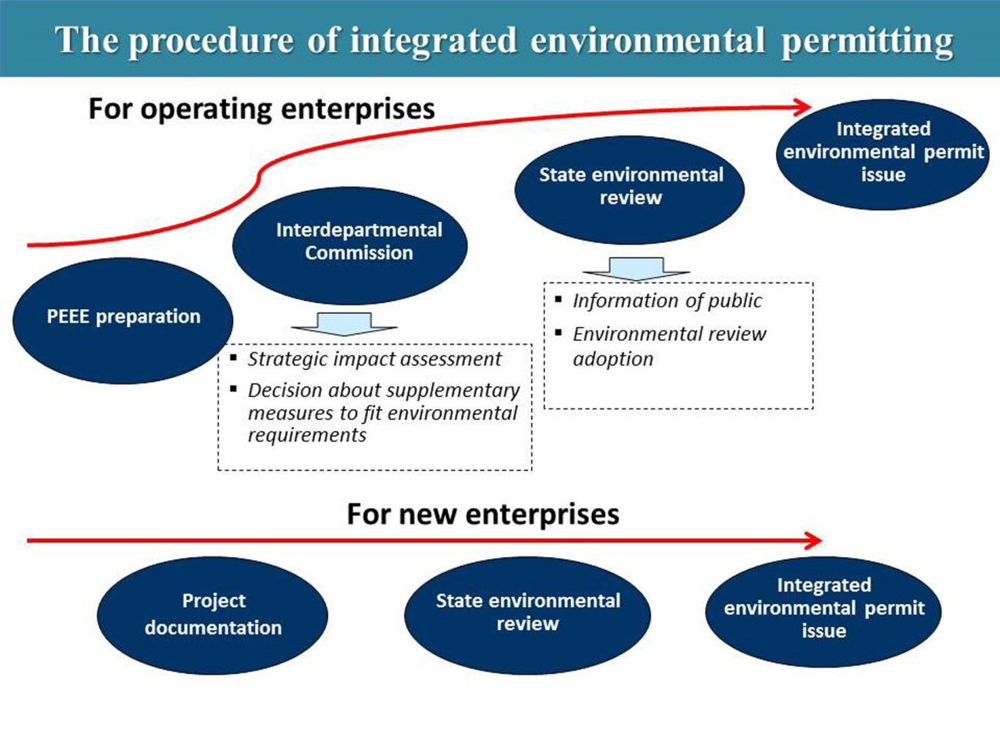 The procedure of integrated environmental permitting
For operating enterprises
Integrated
environmental permit
issue
State environmental
review
Interdepartmental
Commission
PEEE preparation
▪ Information of public
▪ Environmental review
adoption
▪ Strategic impact assessment
▪ Decision about supplementary
measures to fit environmental
requirements
For new enterprises
Project
documentation
State environmental
review
Integrated
environmental permit
issue